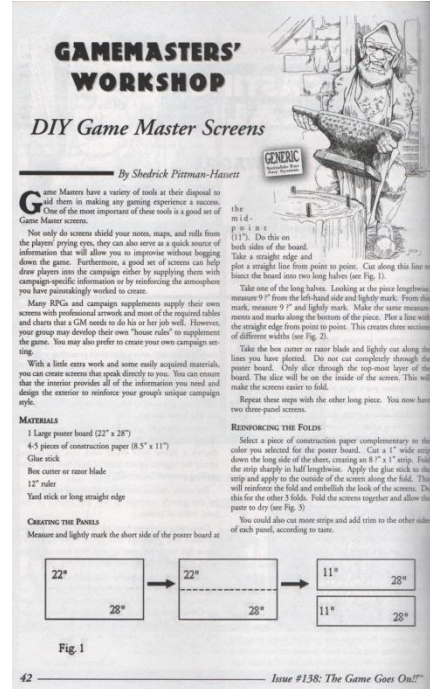 GAMEMASTERS'
WORKSHOP
DIY Game Master Screens
GENERIC
Suitable For
Any System
By Shedrick Pittman-Hassett
Game Masters have a variety of tools at their disposal to
aid them in making any gaming experience a success.
One of the most important of these tools is a good set of
Game Master screens.
Not only do screens shield your notes, maps, and rolls from
the players' prying eyes, they can also serve as a quick source of
information that will allow you to improvise without bogging
down the game. Furthermore, a good set of screens can help
draw players into the campaign either by supplying them with
campaign-specific information or by reinforcing the atmosphere
you have painstakingly worked to create.
Many RPGs and campaign supplements supply their own
screens with professional artwork and most of the required tables
and charts that a GM needs to do his or her job well. However,
your group may develop their own "house rules" to supplement
the game. You may also prefer to create your own campaign set-
ting.
With a little extra work and some easily acquired materials,
you can create screens that speak directly to you. You can ensure
that the interior provides all of the information you need and
design the exterior to reinforce your group's unique campaign
style.
MATERIALS
1 Large poster board (22" x 28")
4-5 pieces of construction paper (8.5" x 11")
Glue stick
Box cutter or razor blade
12" ruler
Yard stick or long straight edge
CREATING THE PANELS
Measure and lightly mark the short side of the poster board at
the
mid-
point
(11"). Do this on
both sides of the board.
Take a straight edge and
plot a straight line from point to point. Cut along this line to
bisect the board into two long halves (see Fig. 1).
Take one of the long halves. Looking at the piece lengthwise,
measure 9 ?" from the left-hand side and lightly mark. From this
mark, measure 9 ?" and lightly mark. Make the same measure-
ments and marks along the bottom of the piece. Plot a line with
the straight edge from point to point. This creates three sections
of different widths (see Fig. 2).
Take the box cutter or razor blade and lightly cut along the
lines you have plotted. Do not cut completely through the
poster board. Only slice through the top-most layer of the
board. The slice will be on the inside of the screen. This will
make the screens easier to fold.
Repeat these steps with the other long piece. You now have
two three-panel screens.
REINFORCING THE FOLDS
Select a piece of construction paper complementary to the
color you selected for the poster board. Cut a 1" wide strip
down the long side of the sheet, creating an 8 ?" x 1" strip. Fold
the strip sharply in half lengthwise. Apply the glue stick to the
strip and apply to the outside of the screen along the fold. This
will reinforce the fold and embellish the look of the screens. Do
this for the other 3 folds. Fold the screens together and allow the
paste to dry (see Fig. 3)
You could also cut more strips and add trim to the other sides
of each panel, according to taste.
22"
28"
22"
28"
11"
28"
11"
28"
Fig. 1
42
Issue #138: The Game Goes On!!™